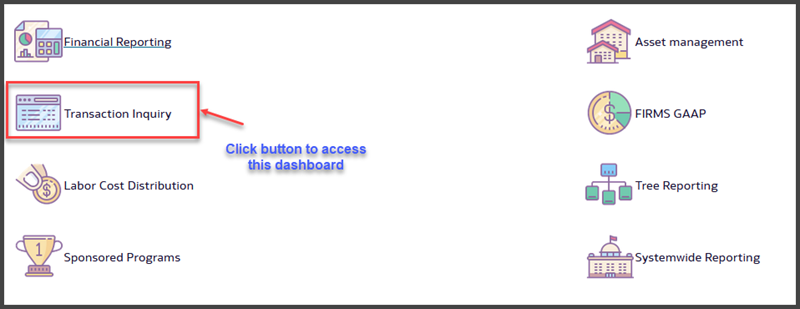 Financial Reporting
Asset management
Transaction Inquiry
FIRMS GAAP
Click button to access
this dashboard
Labor Cost Distribution
Tree Reporting
Sponsored Programs
1
Systemwide Reporting